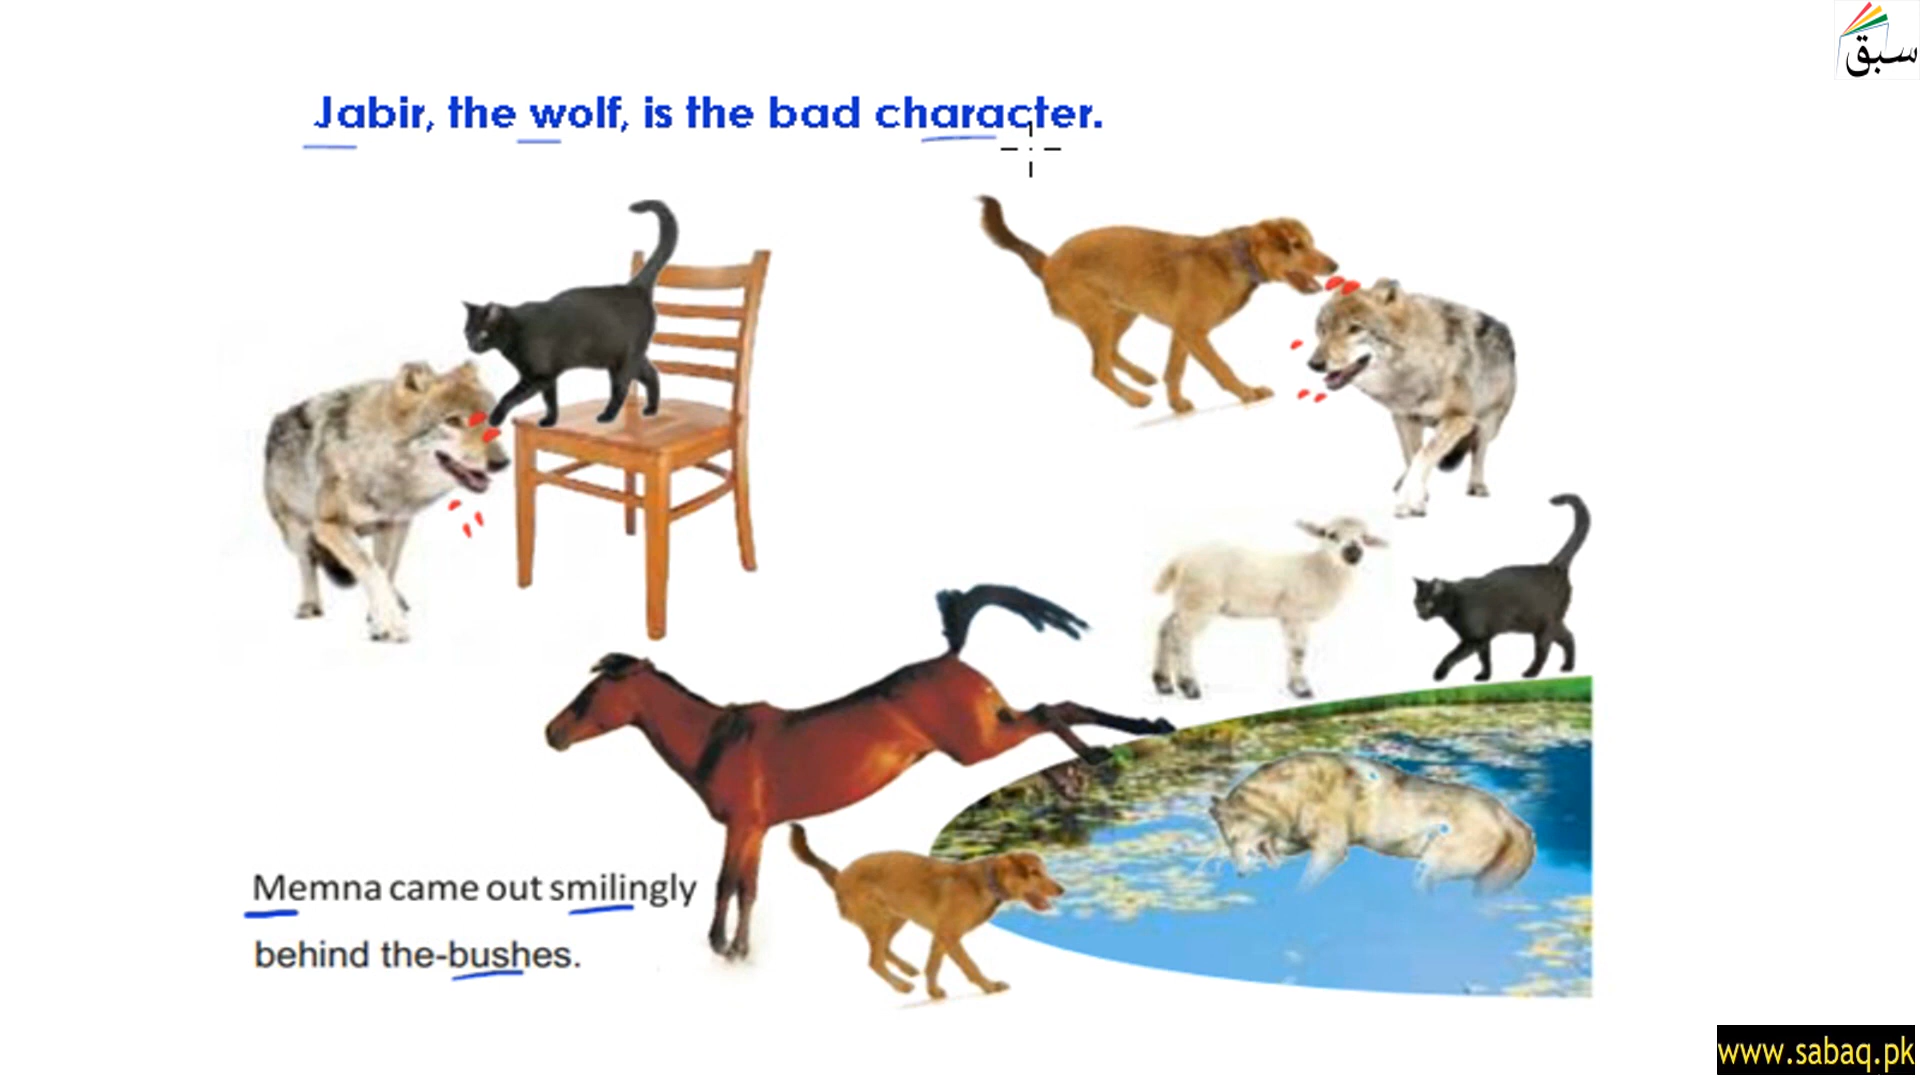 سبق
Jabir, the wolf, is the bad character.
Memna came out smilingly
behind the-bushes.
www.sabaq.pk